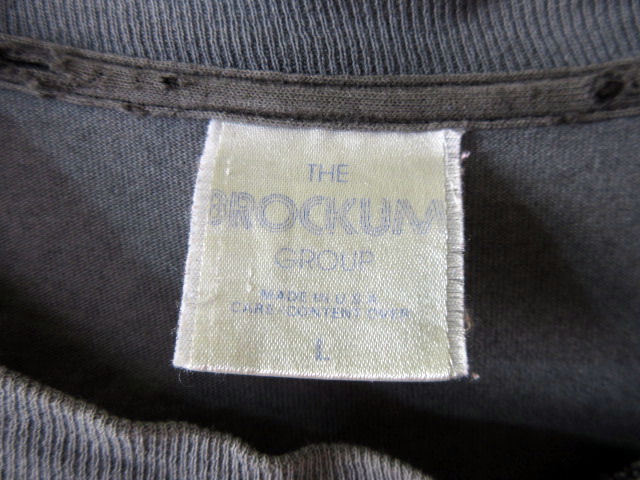 THE
BROCKUM
GROUP
MADE IN U.S.A.
CARE - CONTENT OVER
L